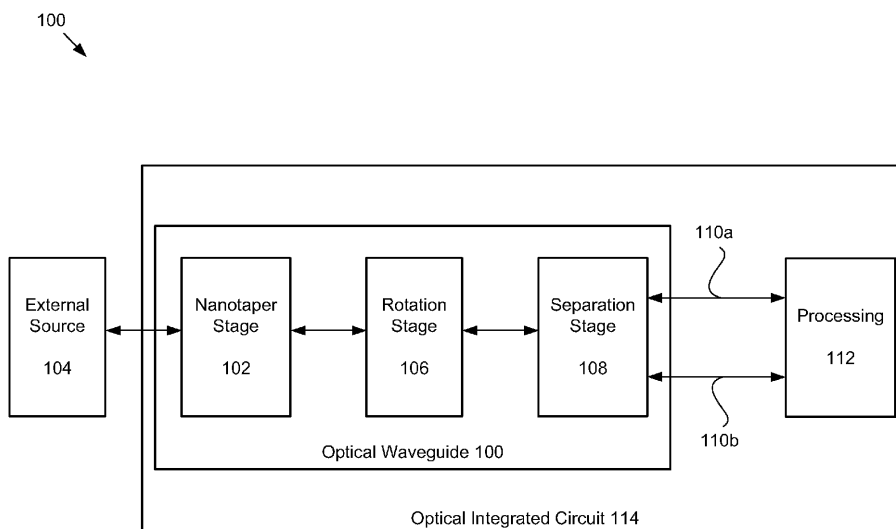 100
110a
External
Source
104
Nanotaper
Stage
102
Rotation
Stage
106
Separation
Stage
108
Processing
112
110b
Optical Waveguide 100
Optical Integrated Circuit 114